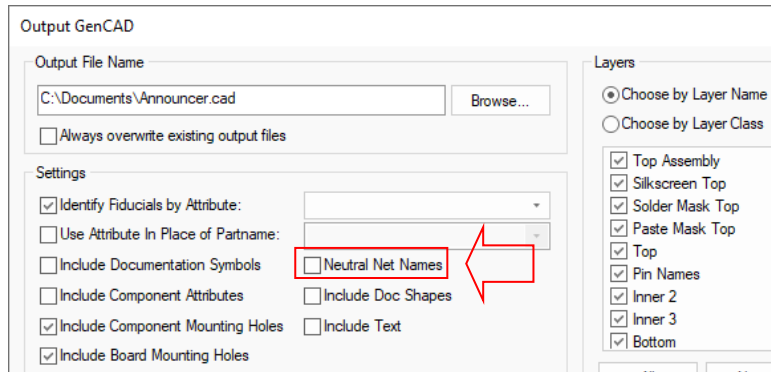 Output GenCAD
Output File Name
C:\Documents\Announcer.cad
Browse...
Always overwrite existing output files
Settings
Identify Fiducials by Attribute:
Use Attribute In Place of Partname:
Include Documentation Symbols
Neutral Net Names
Include Component Attributes
Include Doc Shapes
Include Component Mounting Holes
Include Text
Include Board Mounting Holes
Layers
Choose by Layer Name
Choose by Layer Class
Top Assembly
Silkscreen Top
Solder Mask Top
Paste Mask Top
Top
Pin Names
Inner 2
Inner 3
Bottom